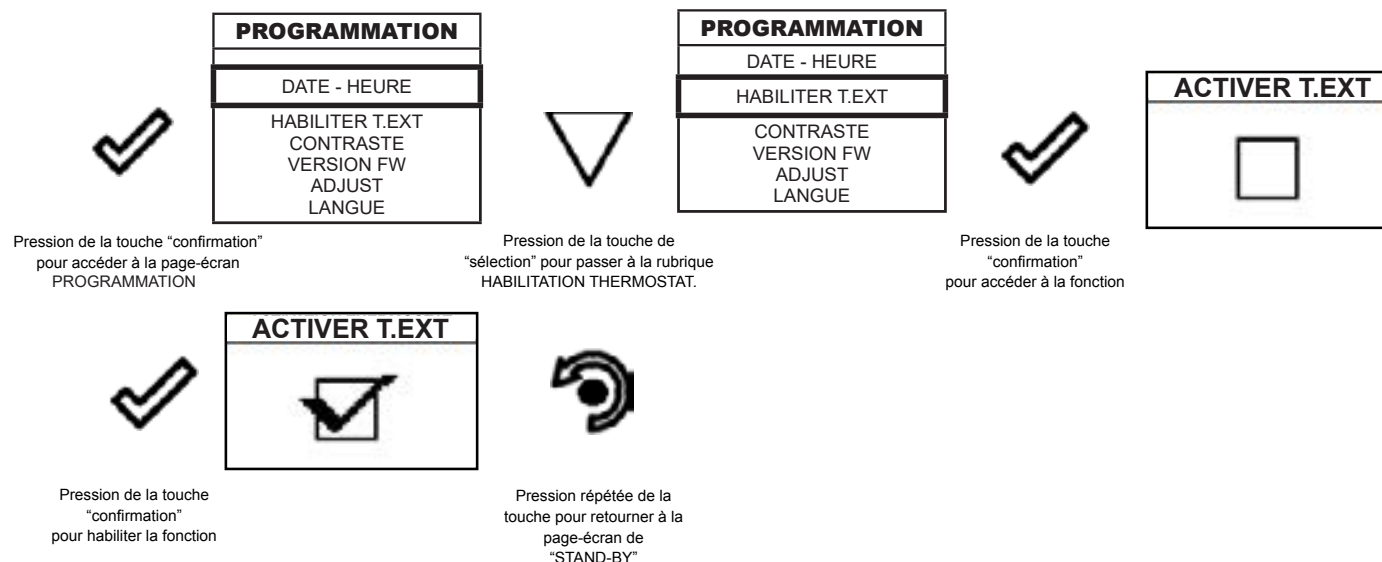 PROGRAMMATION
DATE - HEURE
HABILITER T.EXT
CONTRASTE
VERSION FW
ADJUST
LANGUE
PROGRAMMATION
DATE - HEURE
HABILITER T.EXT
CONTRASTE
VERSION FW
ADJUST
LANGUE
ACTIVER T.EXT
Pression de la touche “confirmation”
pour accéder à la page-écran
PROGRAMMATION
Pression de la touche de
“sélection” pour passer à la rubrique
HABILITATION THERMOSTAT.
Pression de la touche
“confirmation”
pour accéder à la fonction
ACTIVER T.EXT
Pression de la touche
“confirmation”
pour habiliter la fonction
Pression répétée de la
touche pour retourner à la
page-écran de
“STAND-BY”